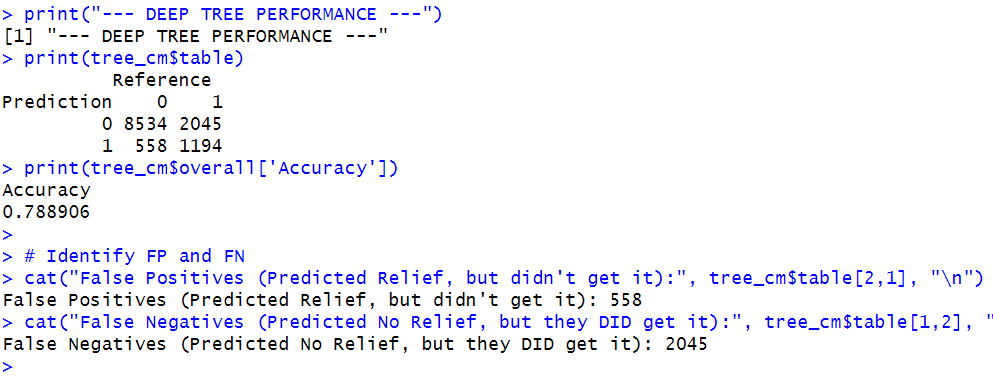 > print("--- DEEP TREE PERFORMANCE ---")
[1] "--- DEEP TREE PERFORMANCE ---"
> print(tree_cm$table)
          Reference
Prediction    0    1
         0 8534 2045
         1  558 1194
> print(tree_cm$overall['Accuracy'])
Accuracy
0.788906
>
> # Identify FP and FN
> cat("False Positives (Predicted Relief, but didn't get it):", tree_cm$table[2,1], "\n")
False Positives (Predicted Relief, but didn't get it): 558
> cat("False Negatives (Predicted No Relief, but they DID get it):", tree_cm$table[1,2], "
False Negatives (Predicted No Relief, but they DID get it): 2045
>